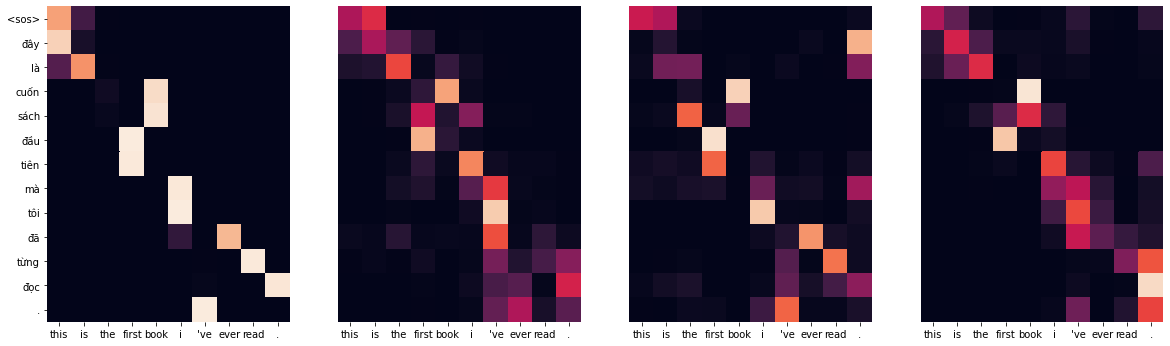 <sos>
đây
là
cuốn
sách
đầu
tiên
mà
tôi
đã
từng
đọc
.
this is the first book i 've ever read .
this is the first book i 've ever read .
this is the first book i 've ever read .
this is the first book i 've ever read .